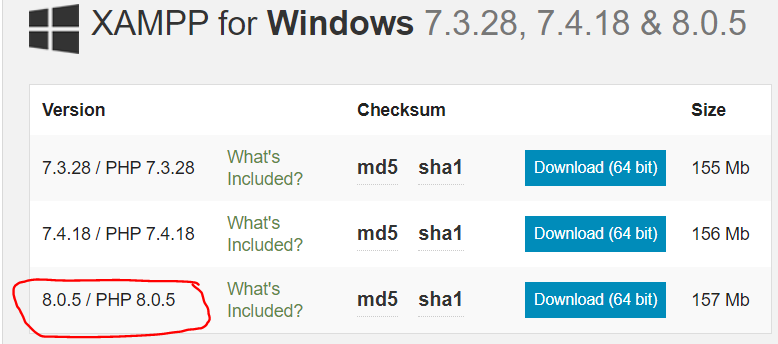 XAMPP for Windows 7.3.28, 7.4.18 & 8.0.5
Version Checksum Size
7.3.28 / PHP 7.3.28 What's Included? md5 sha1 Download (64 bit) 155 Mb
7.4.18 / PHP 7.4.18 What's Included? md5 sha1 Download (64 bit) 156 Mb
8.0.5 / PHP 8.0.5 What's Included? md5 sha1 Download (64 bit) 157 Mb